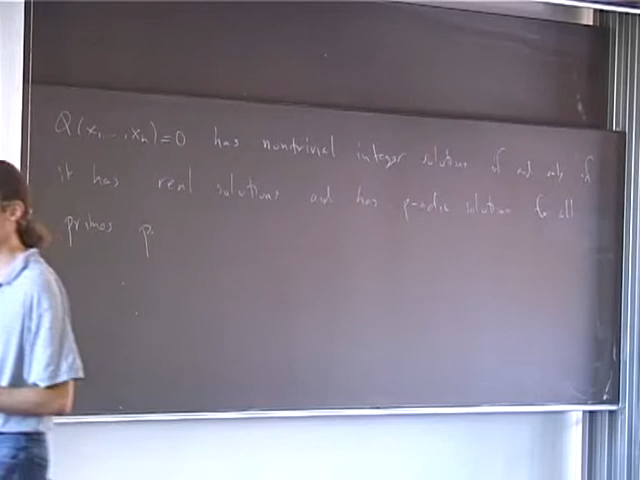 Q(x₁,...,xₙ)=0 has nontrivial integer solutions if and only if
it has real solutions and has p-adic solutions for all
primes p.